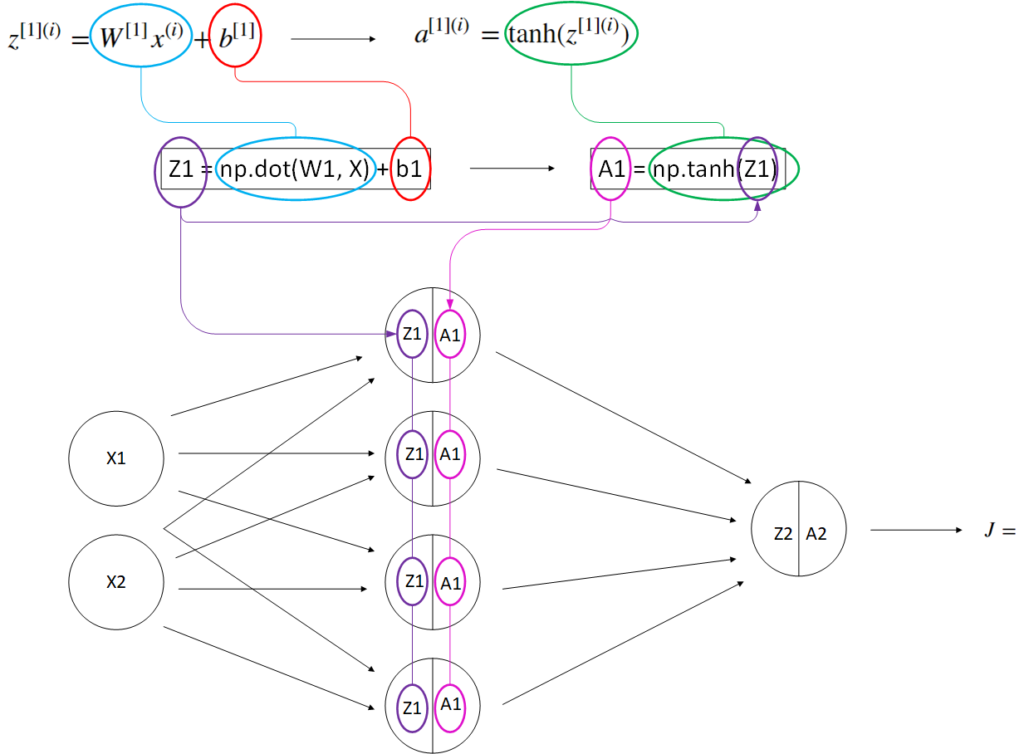 z^{[1](i)} = W^{[1]} x^{(i)} + b^{[1]}
a^{[1](i)} = tanh(z^{[1](i)})
Z1 = np.dot(W1, X) + b1
A1 = np.tanh(Z1)
Z1 A1
X1
Z1 A1
Z2 A2
J =
X2
Z1 A1
Z1 A1